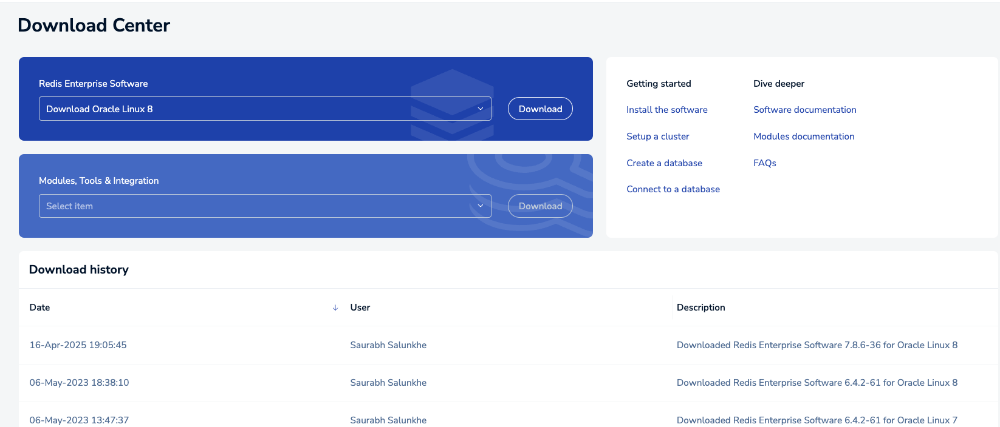 Download Center
Redis Enterprise Software
Download Oracle Linux 8
Download
Modules, Tools & Integration
Select item
Download
Getting started
Install the software
Setup a cluster
Create a database
Connect to a database
Dive deeper
Software documentation
Modules documentation
FAQs
Download history
Date User Description
16-Apr-2025 19:05:45 Saurabh Salunkhe Downloaded Redis Enterprise Software 7.8.6-36 for Oracle Linux 8
06-May-2023 18:38:10 Saurabh Salunkhe Downloaded Redis Enterprise Software 6.4.2-61 for Oracle Linux 8
06-May-2023 13:47:37 Saurabh Salunkhe Downloaded Redis Enterprise Software 6.4.2-61 for Oracle Linux 7